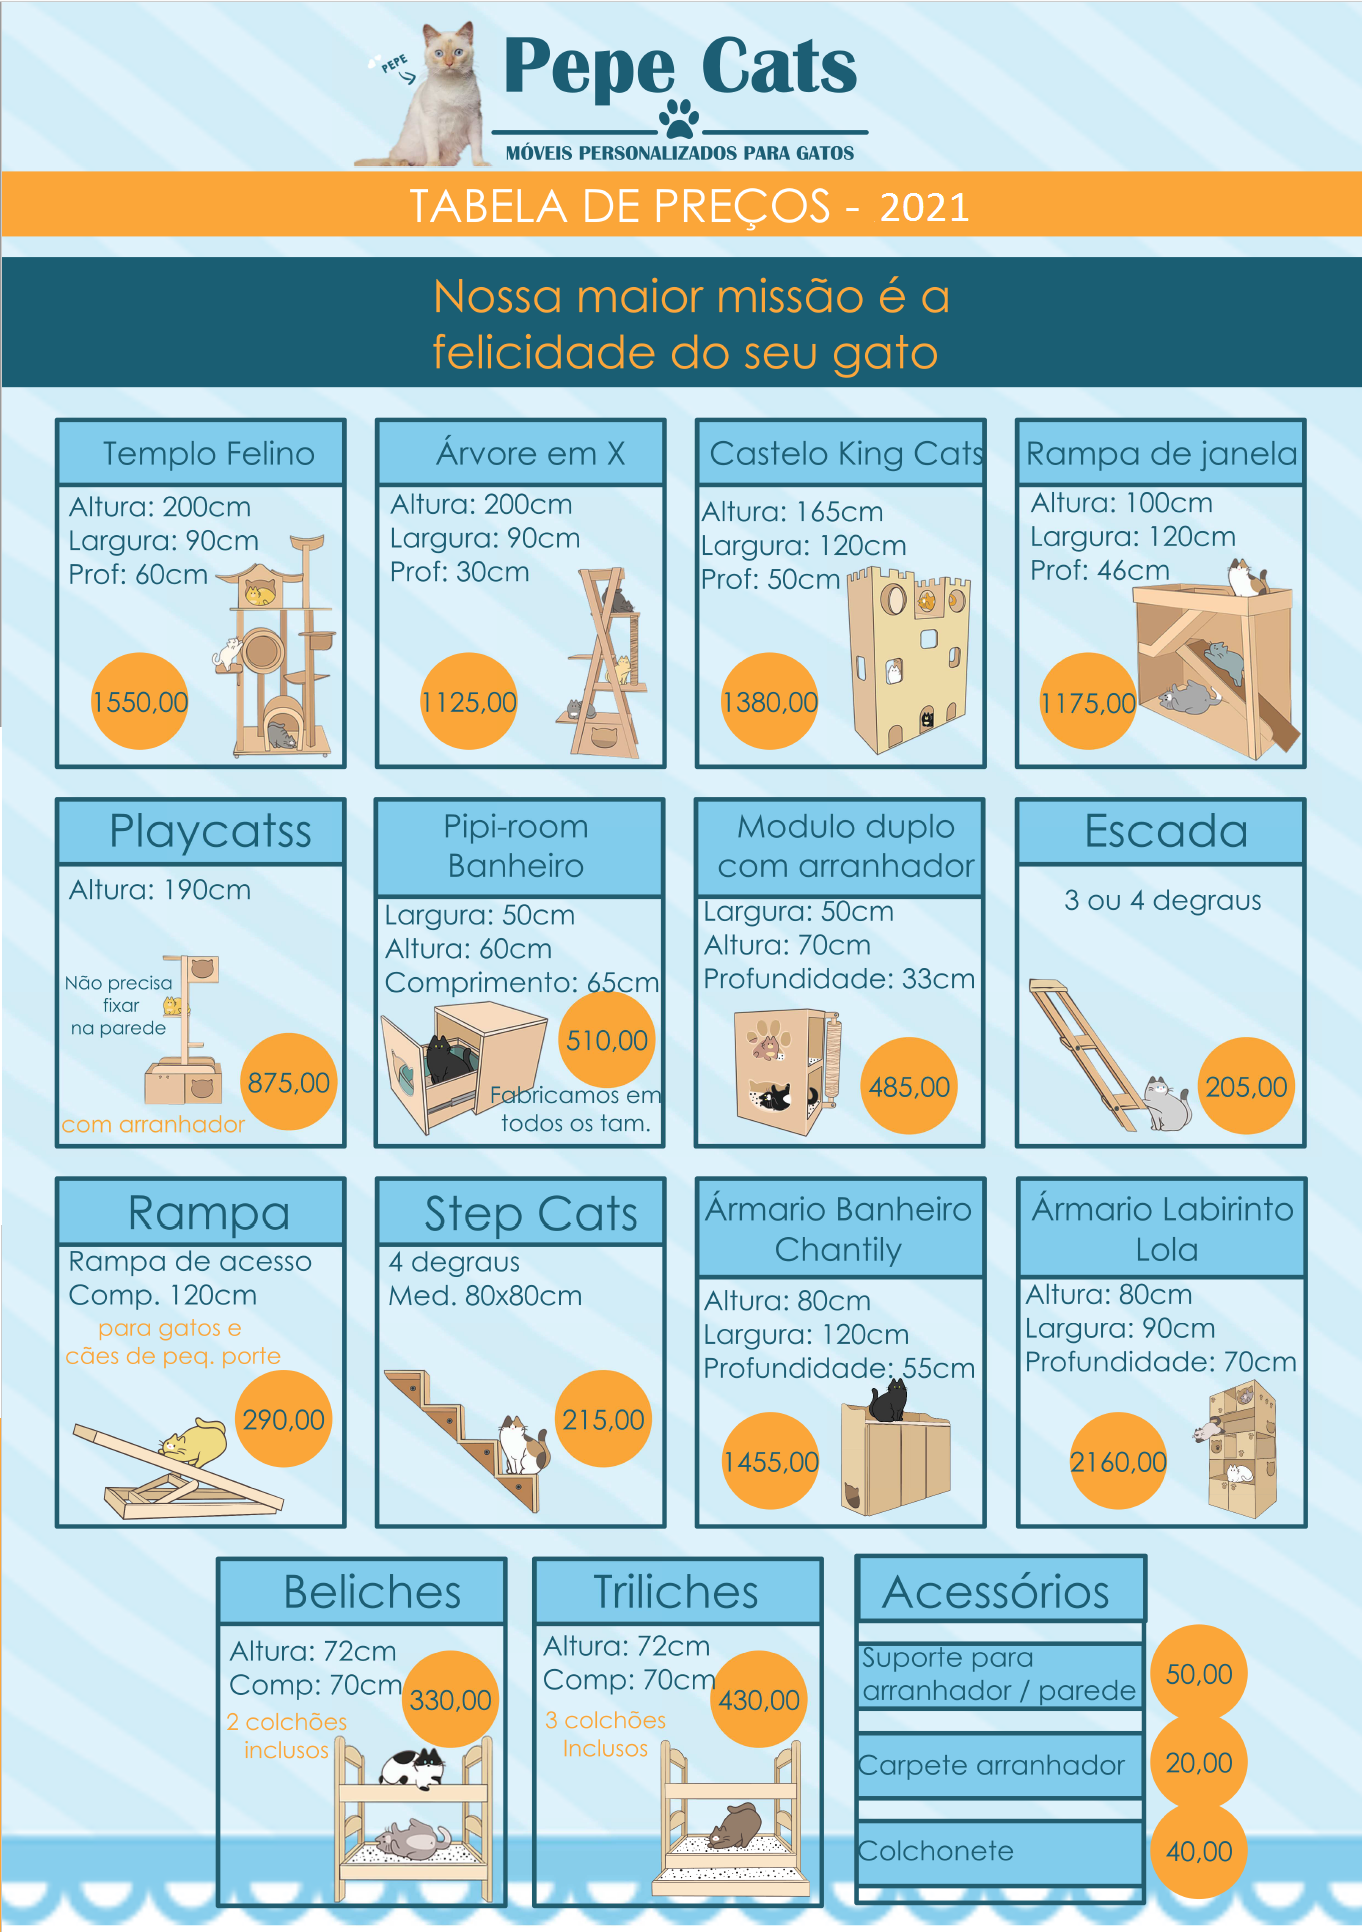 PEPE
Pepe Cats
MÓVEIS PERSONALIZADOS PARA GATOS
TABELA DE PREÇOS - 2021
Nossa maior missão é a
felicidade do seu gato
Templo Felino
Altura: 200cm
Largura: 90cm
Prof: 60cm
1550,00
Árvore em X
Altura: 200cm
Largura: 90cm
Prof: 30cm
1125,00
Castelo King Cats
Altura: 165cm
Largura: 120cm
Prof: 50cm
1380,00
Rampa de janela
Altura: 100cm
Largura: 120cm
Prof: 46cm
1175,00
Playcatss
Altura: 190cm
Não precisa
fixar
na parede
875,00
com arranhador
Pipi-room
Banheiro
Largura: 50cm
Altura: 60cm
Comprimento: 65cm
510,00
Fabricamos em
todos os tam.
Modulo duplo
com arranhador
Largura: 50cm
Altura: 70cm
Profundidade: 33cm
485,00
Escada
3 ou 4 degraus
205,00
Rampa
Rampa de acesso
Comp. 120cm
para gatos e
cães de peq. porte
290,00
Step Cats
4 degraus
Med. 80x80cm
215,00
Ármario Banheiro
Chantily
Altura: 80cm
Largura: 120cm
Profundidade: 55cm
1455,00
Ármario Labirinto
Lola
Altura: 80cm
Largura: 90cm
Profundidade: 70cm
2160,00
Beliches
Altura: 72cm
Comp: 70cm
330,00
2 colchões
inclusos
Triliches
Altura: 72cm
Comp: 70cm
430,00
3 colchões
Inclusos
Acessórios
Suporte para
arranhador / parede
50,00
Carpete arranhador
20,00
Colchonete
40,00